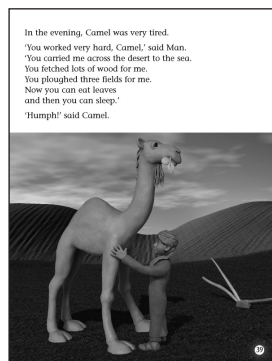 In the evening, Camel was very tired.
‘You worked very hard, Camel,’ said Man.
‘You carried me across the desert to the sea.
You fetched lots of wood for me.
You ploughed three fields for me.
Now you can eat leaves
and then you can sleep.’
‘Humph!’ said Camel.
39